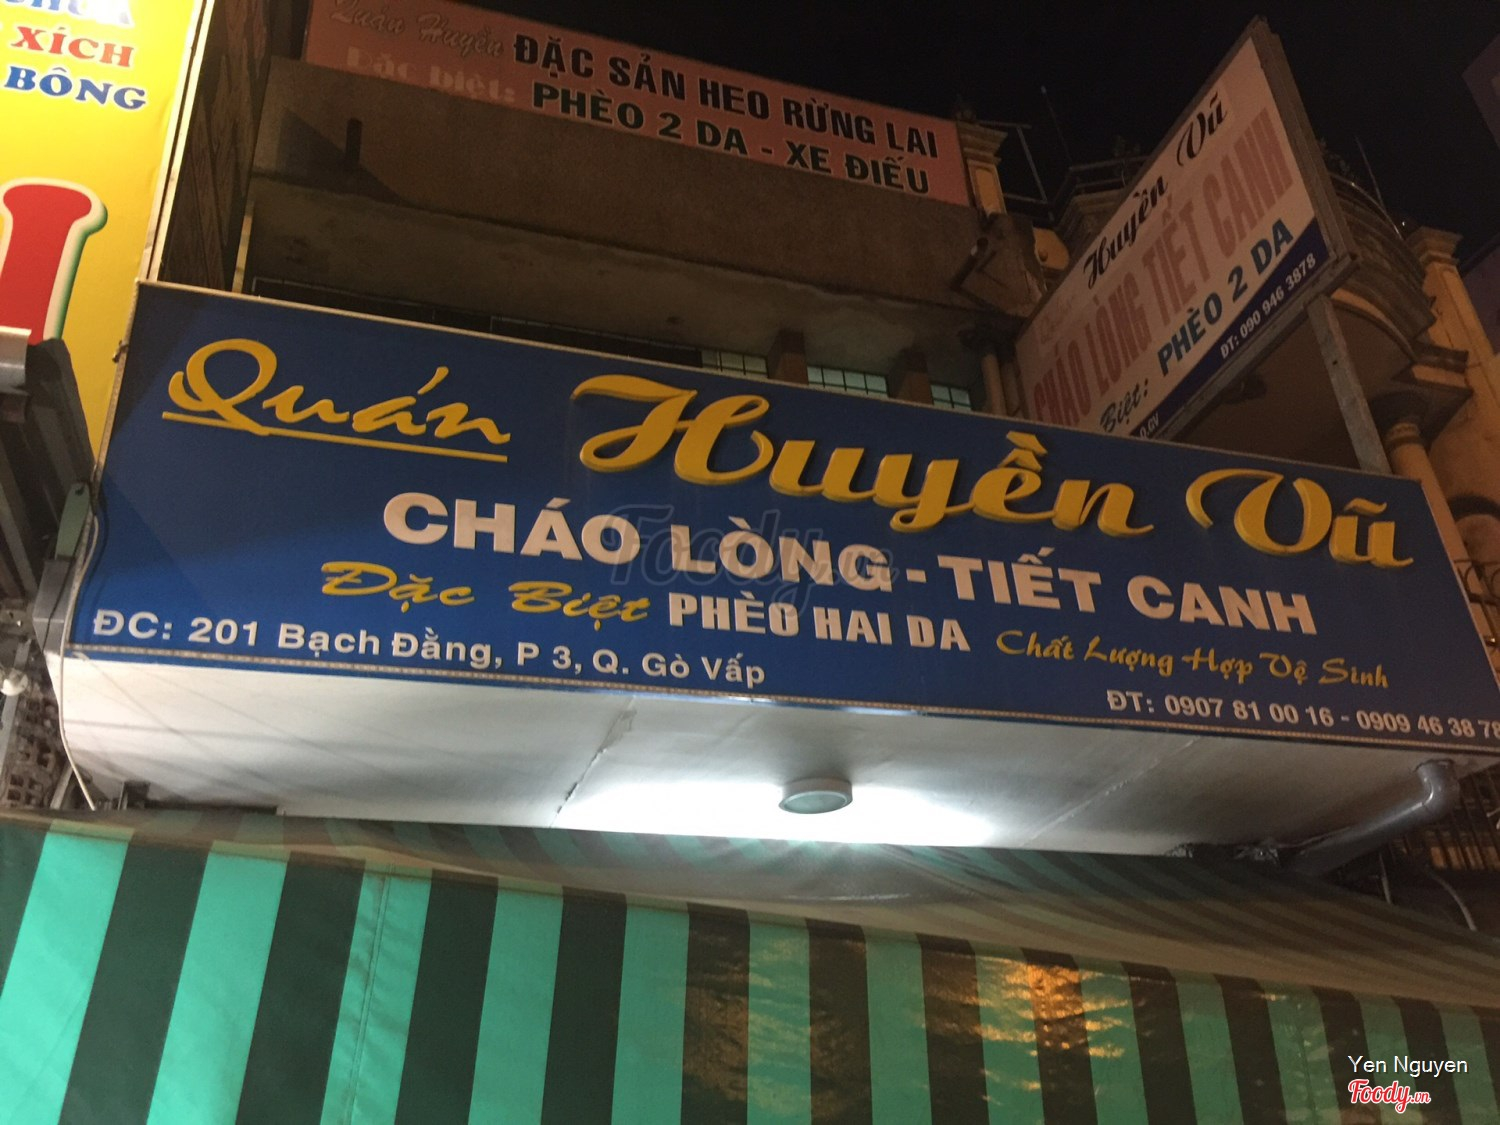 XÍCH
BÔNG
Quán Huyền
ĐẶC SẢN HEO RỪNG LAI
Đặc biệt:
PHÈO 2 DA - XE ĐIẾU
Huyền Vũ
CHÁO LÒNG TIẾT CANH
Biệt: PHÈO 2 DA
ĐT: 090 946 3878
Q.GV
Quán Huyền Vũ
CHÁO LÒNG - TIẾT CANH
Đặc Biệt PHÈO HAI DA
Chất Lượng Hợp Vệ Sinh
ĐC: 201 Bạch Đằng, P 3, Q. Gò Vấp
ĐT: 0907 81 00 16 - 0909 46 38 78
Foody.vn
Yen Nguyen
Foody.vn